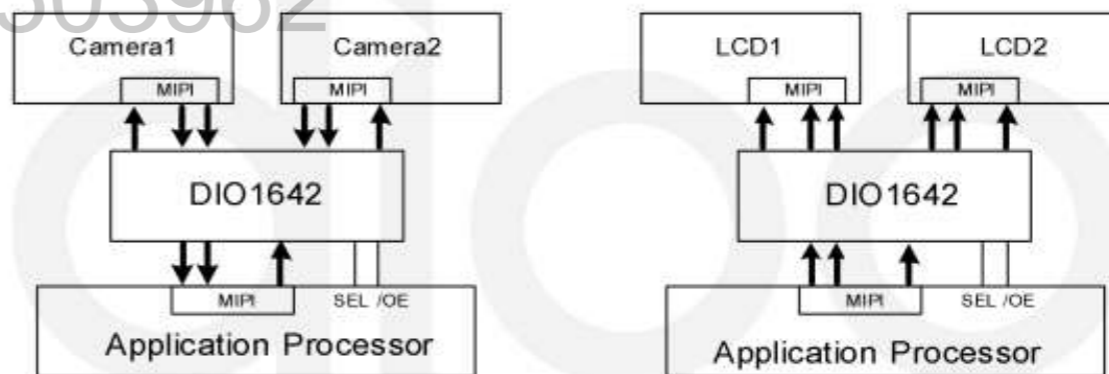 Camera1
MIPI
Camera2
MIPI
DIO1642
MIPI
SEL /OE
Application Processor
LCD1
MIPI
LCD2
MIPI
DIO1642
MIPI
SEL /OE
Application Processor